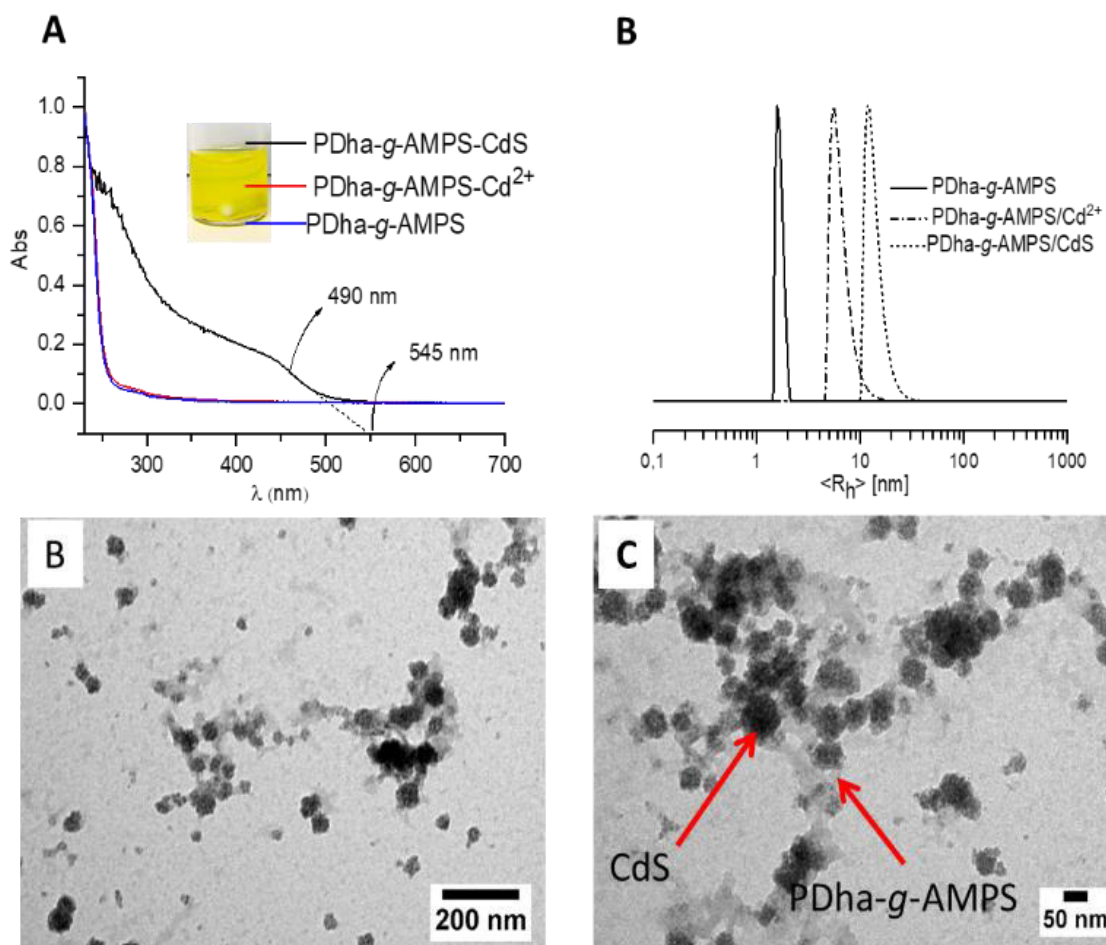 A
1.0
0.8
0.6
0.4
0.2
0.0
Abs
PDha-g-AMPS-CdS
PDha-g-AMPS-Cd²⁺
PDha-g-AMPS
490 nm
545 nm
300 400 500 600 700
λ (nm)
B
PDha-g-AMPS
PDha-g-AMPS/Cd²⁺
PDha-g-AMPS/CdS
0,1 1 10 100 1000
<Rₕ> [nm]
B
200 nm
C
CdS
PDha-g-AMPS
50 nm